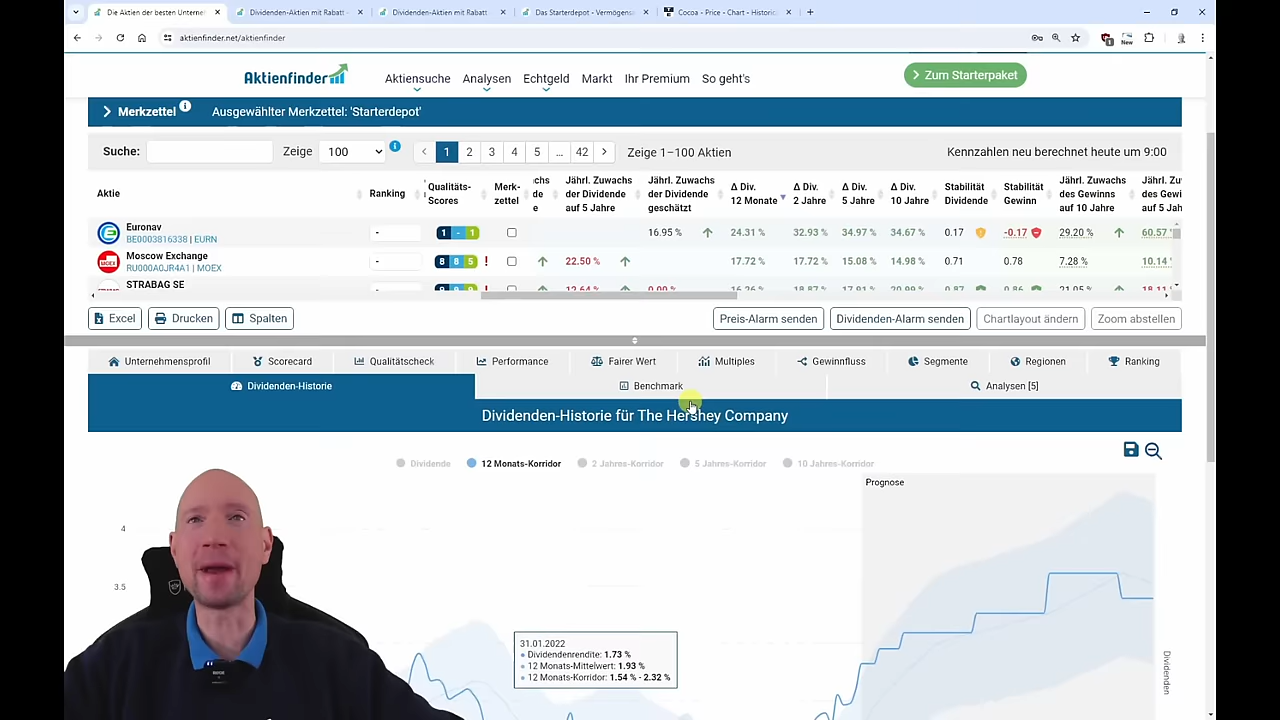 Die Aktien der besten Unterneh
Dividenden-Aktien mit Rabatt -
Dividenden-Aktien mit Rabatt
Das Starterdepot - Vermögens
Cocoa - Price - Chart - Historic
aktienfinder.net/aktienfinder
New
Aktienfinder
Aktiensuche
Analysen
Echtgeld
Markt
Ihr Premium
So geht's
Zum Starterpaket
Merkzettel
Ausgewählter Merkzettel: 'Starterdepot'
Suche:
Zeige 100
1 2 3 4 5 ... 42
Zeige 1–100 Aktien
Kennzahlen neu berechnet heute um 9:00
Aktie
Ranking
Qualitäts-
Scores
Merk-
zettel
chs
de
e
Jährl. Zuwachs
der Dividende
auf 5 Jahre
Jährl. Zuwachs
der Dividende
geschätzt
Δ Div.
12 Monate
Δ Div.
2 Jahre
Δ Div.
5 Jahre
Δ Div.
10 Jahre
Stabilität
Dividende
Stabilität
Gewinn
Jährl. Zuwachs
des Gewinns
auf 10 Jahre
Jährl. Zuw
des Gewi
auf 5 Jah
Euronav
BE0003816338 | EURN
- 1 - 1 16.95 % 24.31 % 32.93 % 34.97 % 34.67 % 0.17 -0.17 29.20 % 60.57
Moscow Exchange
RU000A0JR4A1 | MOEX
- 8 8 5 ! 22.50 % 17.72 % 17.72 % 15.08 % 14.98 % 0.71 0.78 7.28 % 10.14
STRABAG SE
Excel
Drucken
Spalten
Preis-Alarm senden
Dividenden-Alarm senden
Chartlayout ändern
Zoom abstellen
Unternehmensprofil
Scorecard
Qualitätscheck
Performance
Fairer Wert
Multiples
Gewinnfluss
Segmente
Regionen
Ranking
Dividenden-Historie
Benchmark
Analysen [5]
Dividenden-Historie für The Hershey Company
Dividende
12 Monats-Korridor
2 Jahres-Korridor
5 Jahres-Korridor
10 Jahres-Korridor
Prognose
4
3.5
31.01.2022
Dividendenrendite: 1.73 %
12 Monats-Mittelwert: 1.93 %
12 Monats-Korridor: 1.54 % - 2.32 %
Dividenden